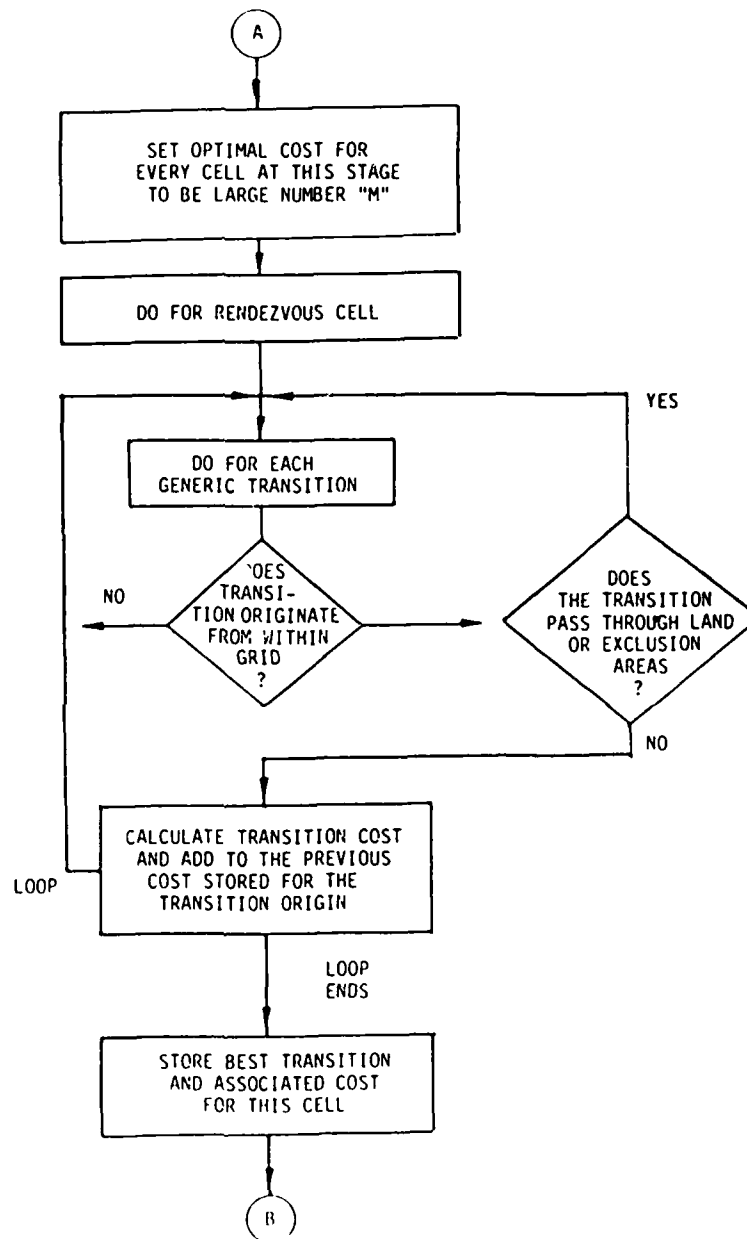 A
SET OPTIMAL COST FOR
EVERY CELL AT THIS STAGE
TO BE LARGE NUMBER "M"
DO FOR RENDEZVOUS CELL
YES
DO FOR EACH
GENERIC TRANSITION
NO
OES
TRANSI-
TION ORIGINATE
FROM WITHIN
GRID
?
DOES
THE TRANSITION
PASS THROUGH LAND
OR EXCLUSION
AREAS
?
NO
CALCULATE TRANSITION COST
AND ADD TO THE PREVIOUS
COST STORED FOR THE
TRANSITION ORIGIN
LOOP
LOOP
ENDS
STORE BEST TRANSITION
AND ASSOCIATED COST
FOR THIS CELL
B